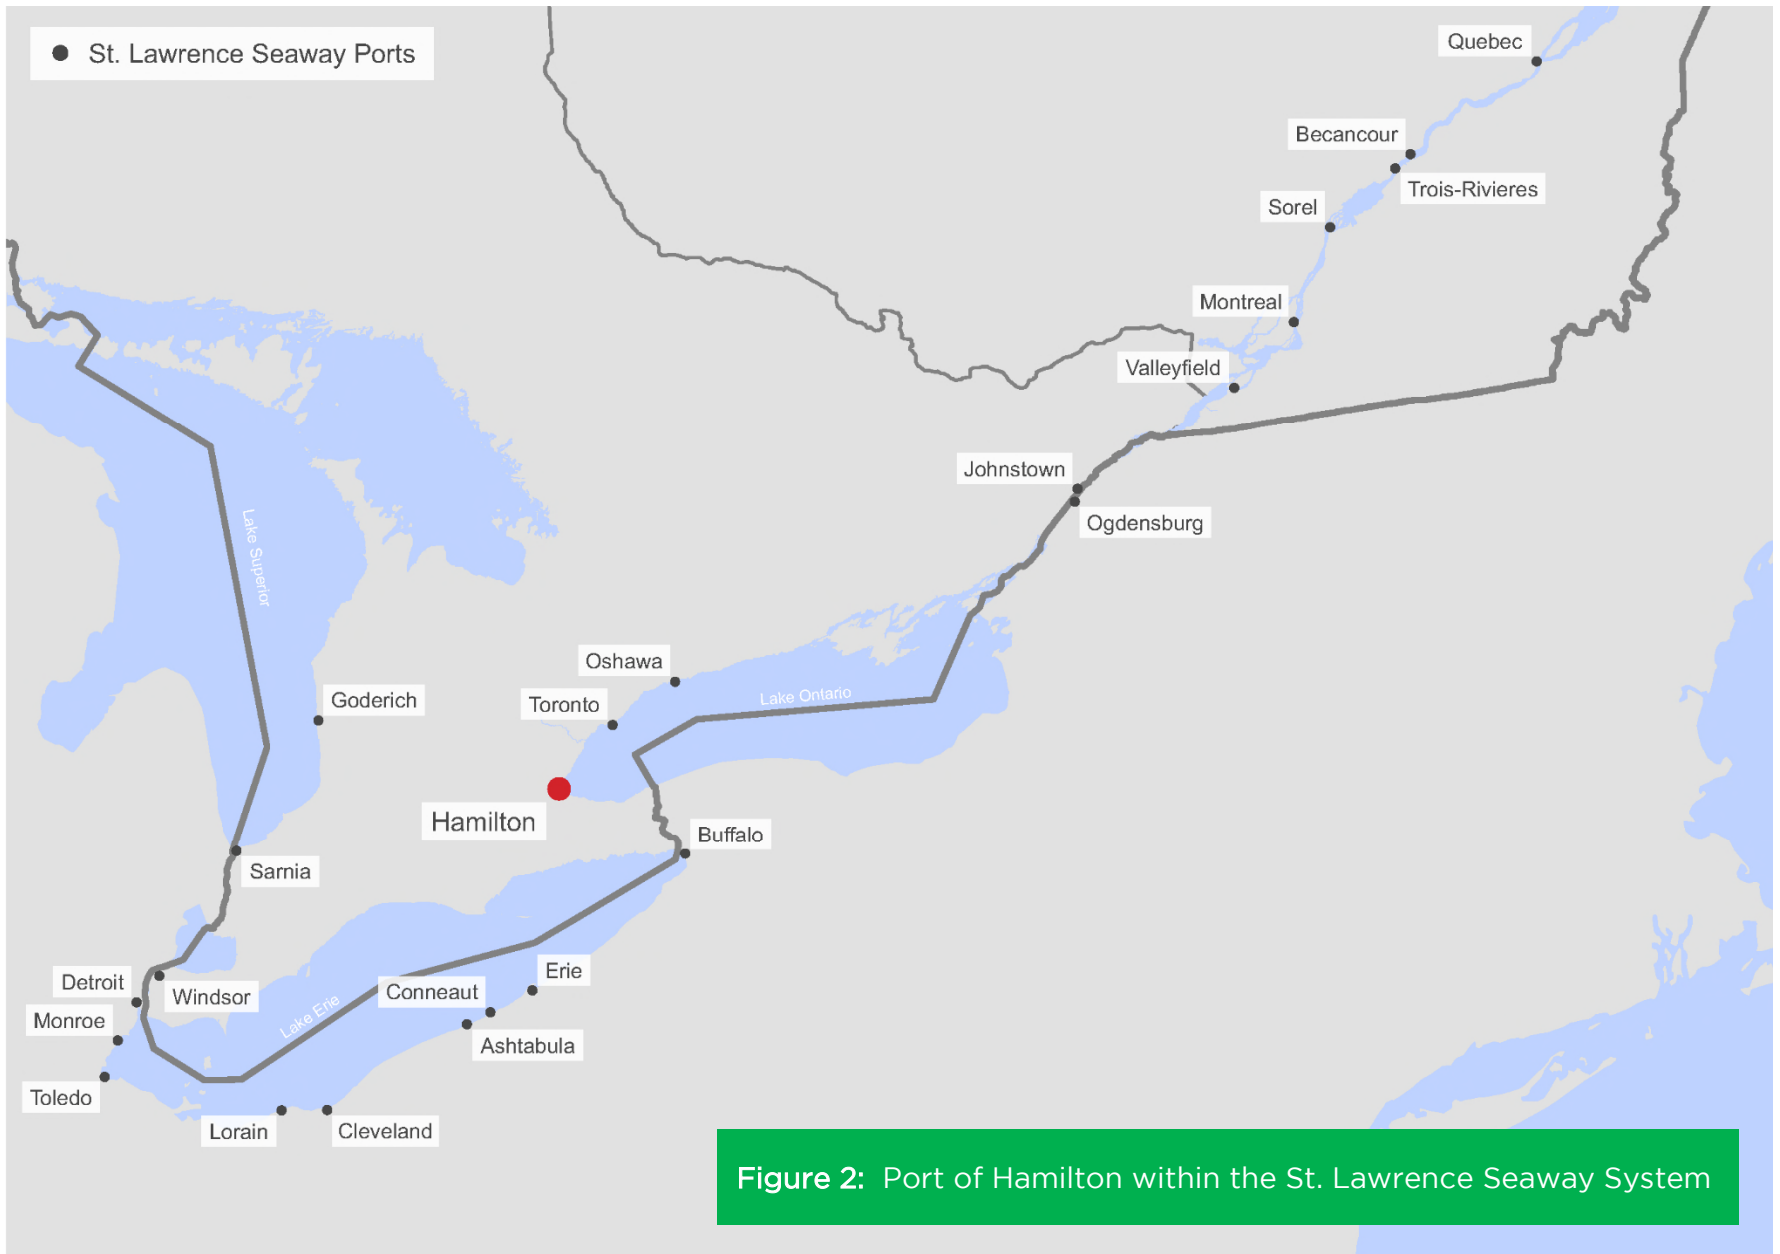 St. Lawrence Seaway Ports
Quebec
Becancour
Trois-Rivieres
Sorel
Montreal
Valleyfield
Johnstown
Ogdensburg
Lake Superior
Oshawa
Lake Ontario
Goderich
Toronto
Hamilton
Buffalo
Sarnia
Erie
Detroit
Conneaut
Windsor
Lake Erie
Monroe
Ashtabula
Toledo
Lorain
Cleveland
Figure 2: Port of Hamilton within the St. Lawrence Seaway System